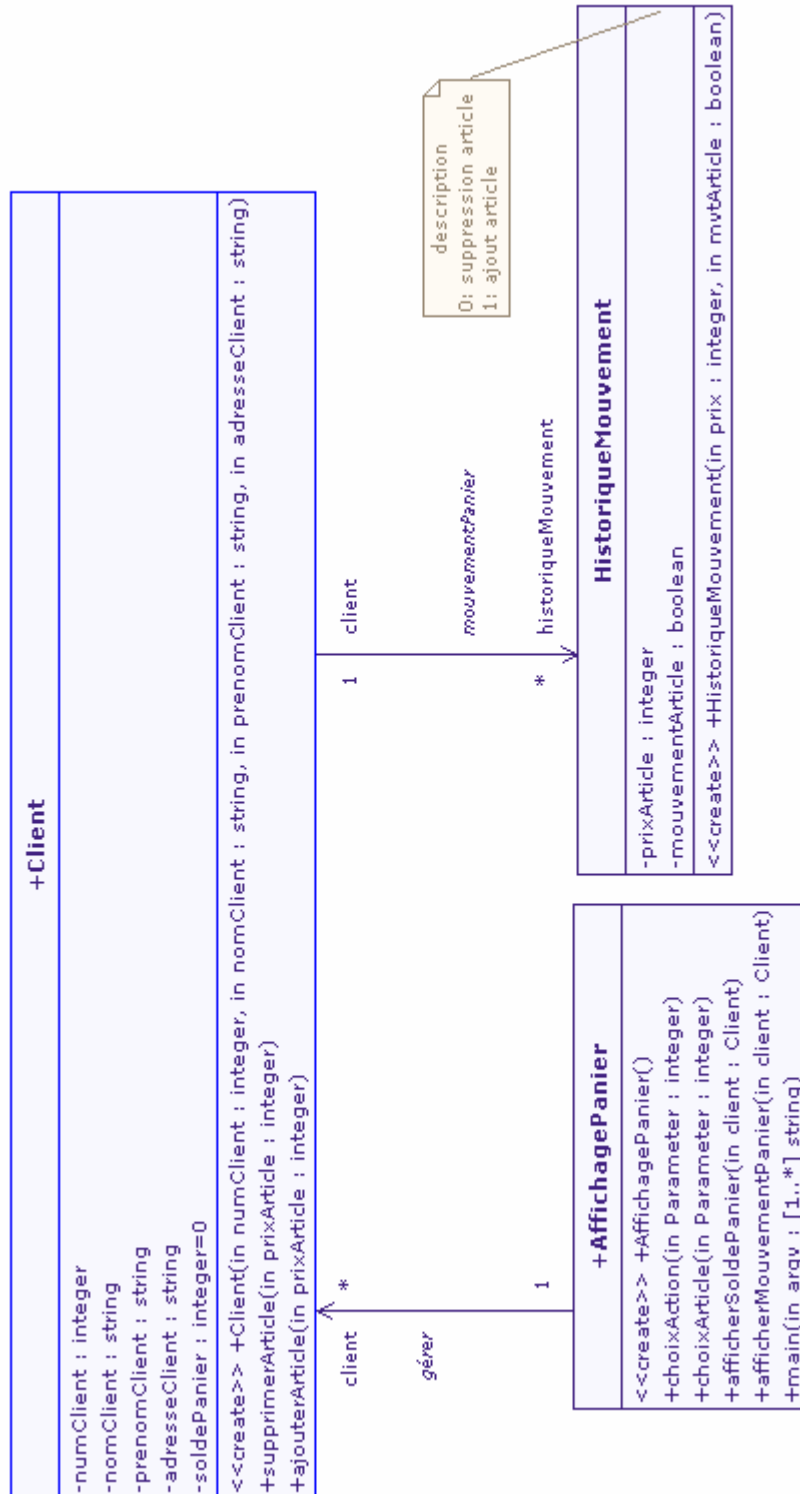 +Client
-numClient : integer
-nomClient : string
-prenomClient : string
-adresseClient : string
-soldePanier : integer=0
<<create>> +Client(in numClient : integer, in nomClient : string, in prenomClient : string, in adresseClient : string)
+supprimerArticle(in prixArticle : integer)
+ajouterArticle(in prixArticle : integer)
client
*
gérer
1
1
client
mouvementPanier
*
historiqueMouvement
description
0: suppression article
1: ajout article
+AffichagePanier
<<create>> +AffichagePanier()
+choixAction(in Parameter : integer)
+choixArticle(in Parameter : integer)
+afficherSoldePanier(in client : Client)
+afficherMouvementPanier(in client : Client)
+main(in argv : [1..*] string)
HistoriqueMouvement
-prixArticle : integer
-mouvementArticle : boolean
<<create>> +HistoriqueMouvement(in prix : integer, in mvtArticle : boolean)